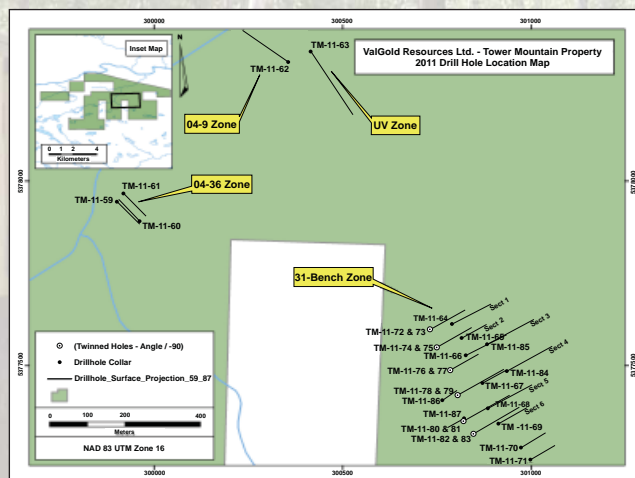 300000
300500
301000
Inset Map
N
ValGold Resources Ltd. - Tower Mountain Property
2011 Drill Hole Location Map
TM-11-63
TM-11-62
04-9 Zone
UV Zone
0 1 2 4
Kilometers
5378000
5378000
TM-11-61
04-36 Zone
TM-11-59
TM-11-60
31-Bench Zone
TM-11-64
Sect 1
TM-11-72 & 73
Sect 2
Sect 3
TM-11-74 & 75
TM-11-68
TM-11-85
TM-11-66
Sect 4
5377500
5377500
TM-11-76 & 77
TM-11-84
TM-11-78 & 79
TM-11-67
Sect 5
TM-11-86
TM-11-68
TM-11-87
Sect 6
TM-11-80 & 81
TM -11-69
TM-11-82 & 83
TM-11-70
TM-11-71
(Twinned Holes - Angle / -90)
Drillhole Collar
Drillhole_Surface_Projection_59_87
0 100 200 400
Meters
NAD 83 UTM Zone 16
300000
300500
301000